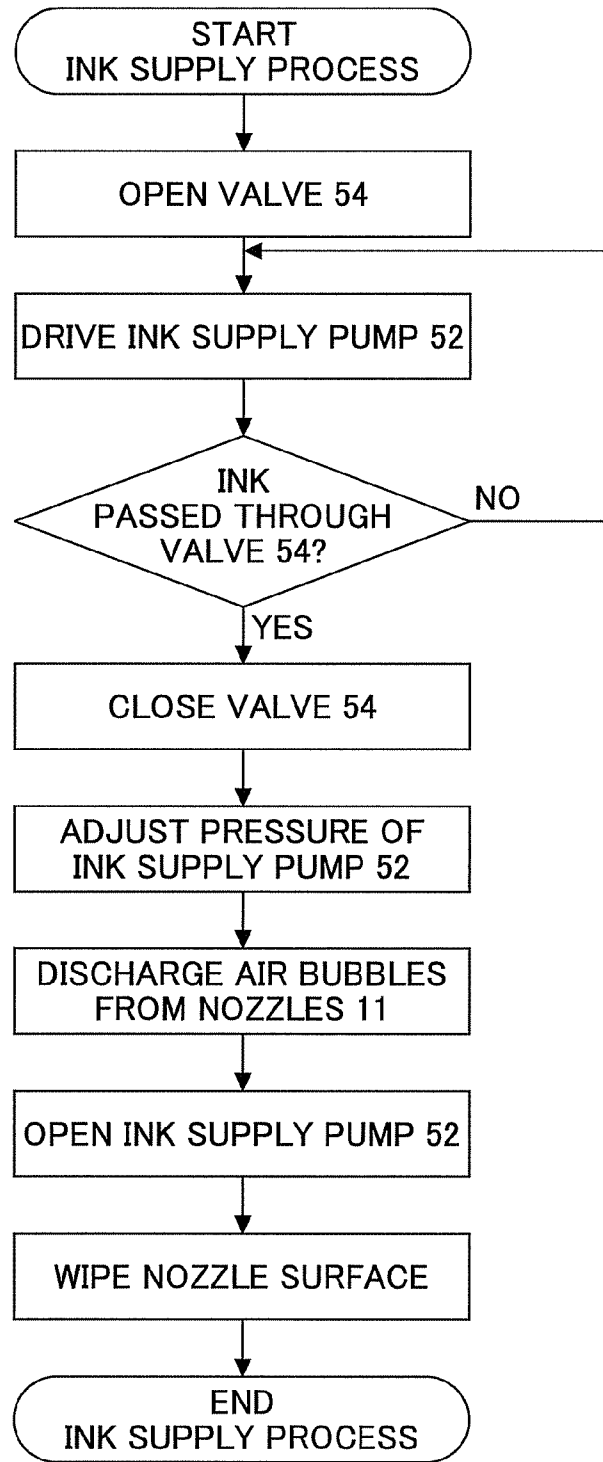 START
INK SUPPLY PROCESS
OPEN VALVE 54
DRIVE INK SUPPLY PUMP 52
INK
PASSED THROUGH
VALVE 54?
NO
YES
CLOSE VALVE 54
ADJUST PRESSURE OF
INK SUPPLY PUMP 52
DISCHARGE AIR BUBBLES
FROM NOZZLES 11
OPEN INK SUPPLY PUMP 52
WIPE NOZZLE SURFACE
END
INK SUPPLY PROCESS